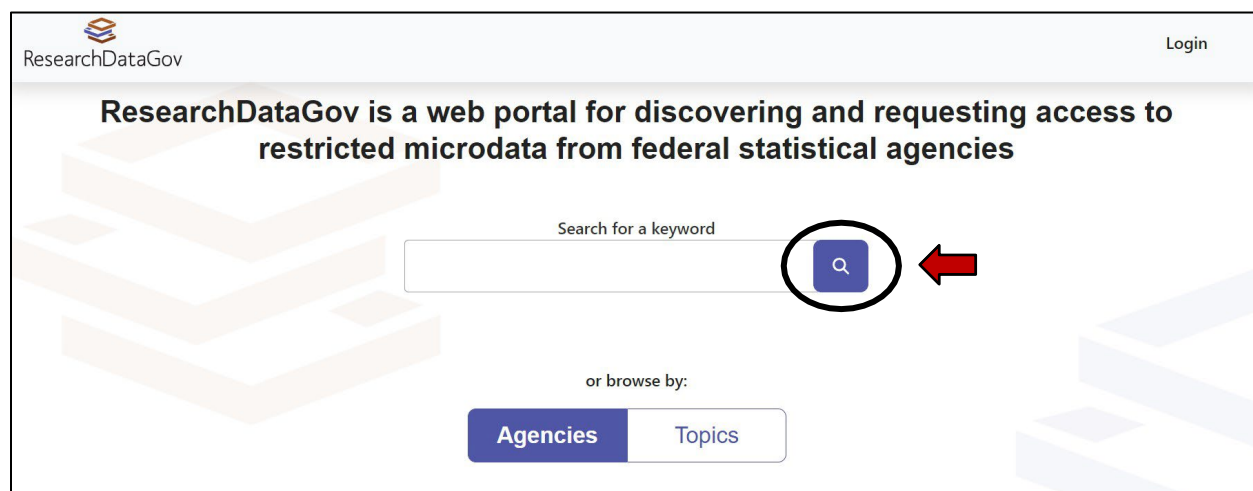 ResearchDataGov
Login
ResearchDataGov is a web portal for discovering and requesting access to
restricted microdata from federal statistical agencies
Search for a keyword
or browse by:
Agencies
Topics